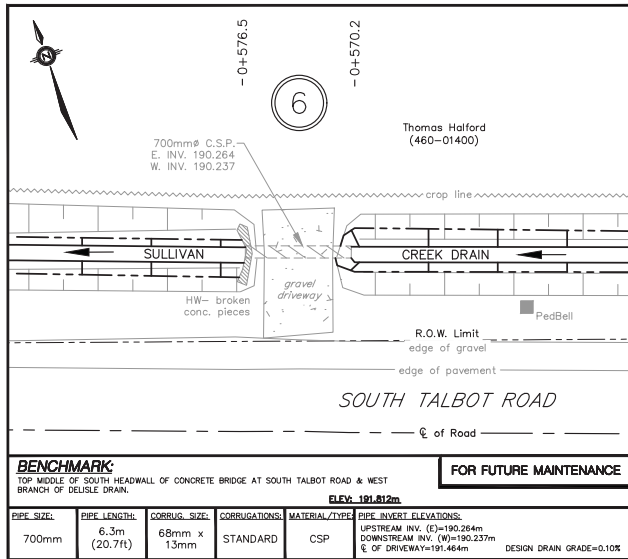 -0+576.5
-0+570.2
N
6
Thomas Halford
(460-01400)
700mmø C.S.P.
E. INV. 190.264
W. INV. 190.237
crop line
SULLIVAN
CREEK DRAIN
gravel
driveway
HW- broken
conc. pieces
PedBell
R.O.W. Limit
edge of gravel
edge of pavement
SOUTH TALBOT ROAD
℄ of Road
BENCHMARK:
TOP MIDDLE OF SOUTH HEADWALL OF CONCRETE BRIDGE AT SOUTH TALBOT ROAD & WEST
BRANCH OF DELISLE DRAIN.
ELEV: 191.812m
FOR FUTURE MAINTENANCE
PIPE SIZE:
700mm
PIPE LENGTH:
6.3m
(20.7ft)
CORRUG. SIZE:
68mm x
13mm
CORRUGATIONS:
STANDARD
MATERIAL/TYPE:
CSP
PIPE INVERT ELEVATIONS:
UPSTREAM INV. (E)=190.264m
DOWNSTREAM INV. (W)=190.237m
℄ OF DRIVEWAY=191.464m
DESIGN DRAIN GRADE=0.10%